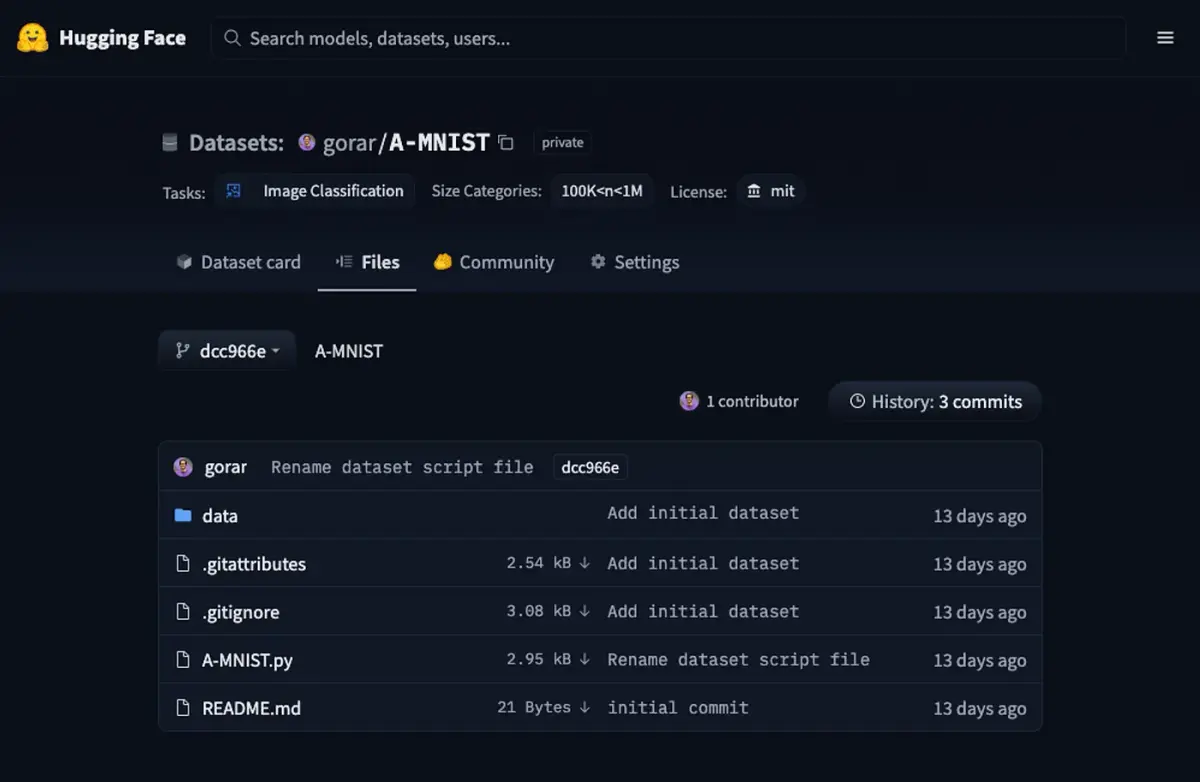 Hugging Face Search models, datasets, users...
Datasets: gorar/A-MNIST private
Tasks: Image Classification Size Categories: 100K<n<1M License: mit
Dataset card Files Community Settings
dcc966e A-MNIST
1 contributor History: 3 commits
gorar Rename dataset script file dcc966e
data Add initial dataset 13 days ago
.gitattributes 2.54 kB ↓ Add initial dataset 13 days ago
.gitignore 3.08 kB ↓ Add initial dataset 13 days ago
A-MNIST.py 2.95 kB ↓ Rename dataset script file 13 days ago
README.md 21 Bytes ↓ initial commit 13 days ago